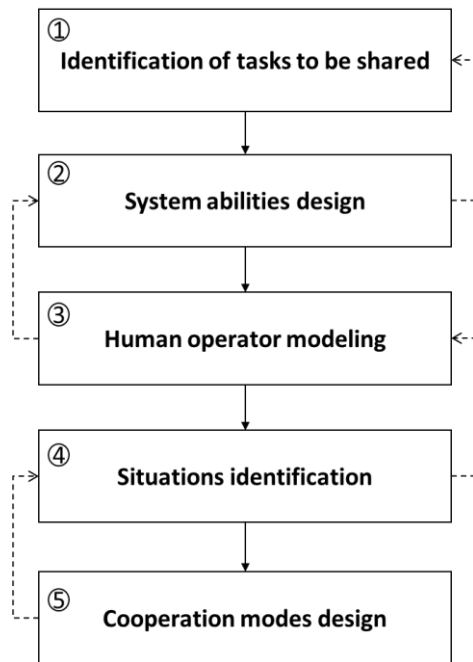 ①
Identification of tasks to be shared
②
System abilities design
③
Human operator modeling
④
Situations identification
⑤
Cooperation modes design